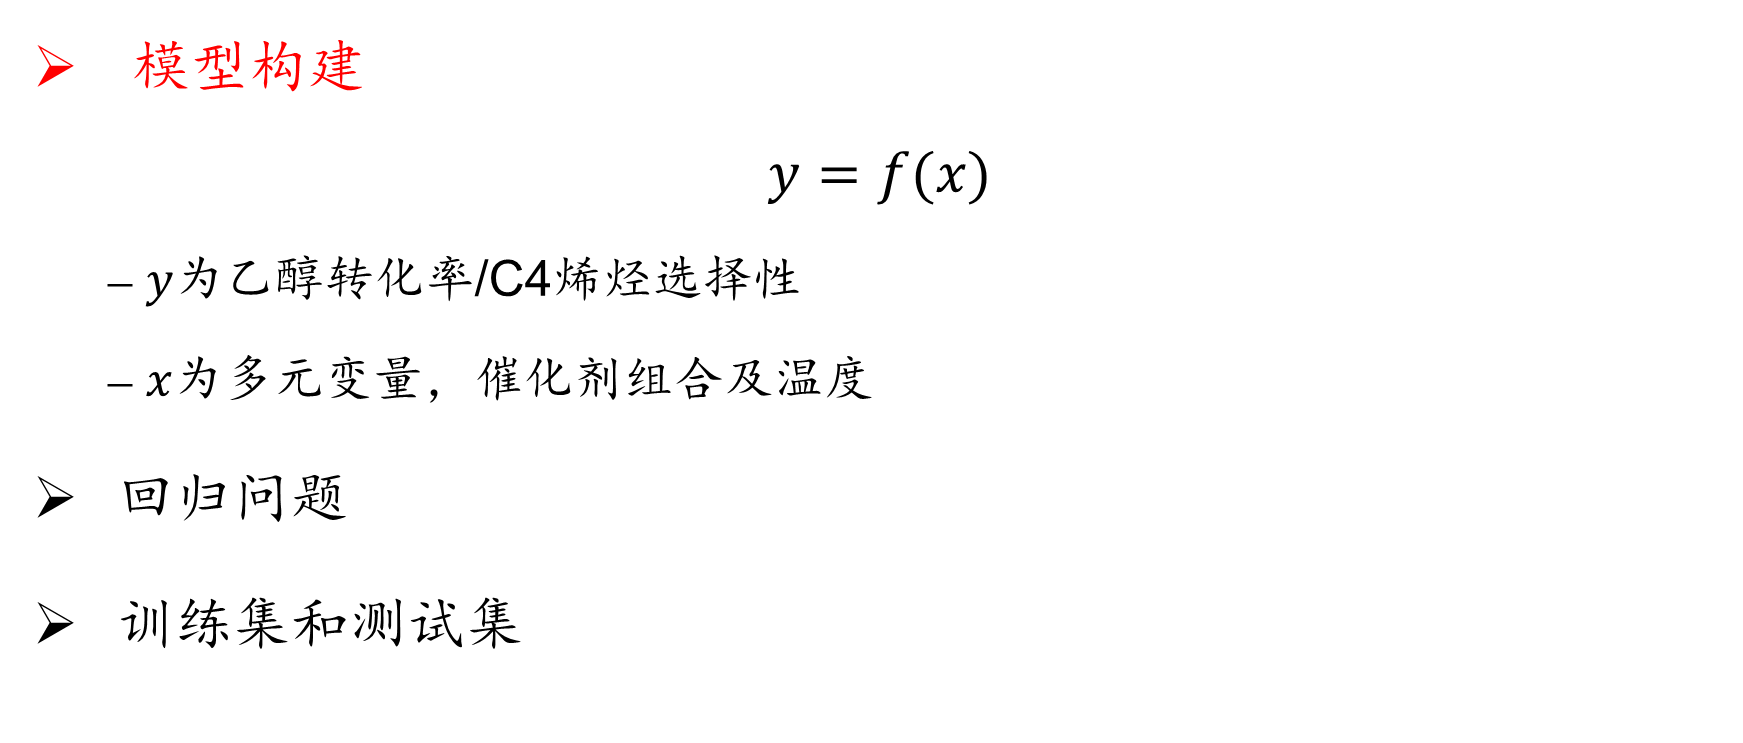 ➢ 模型构建
y = f(x)
– y为乙醇转化率/C4烯烃选择性
– x为多元变量，催化剂组合及温度
➢ 回归问题
➢ 训练集和测试集